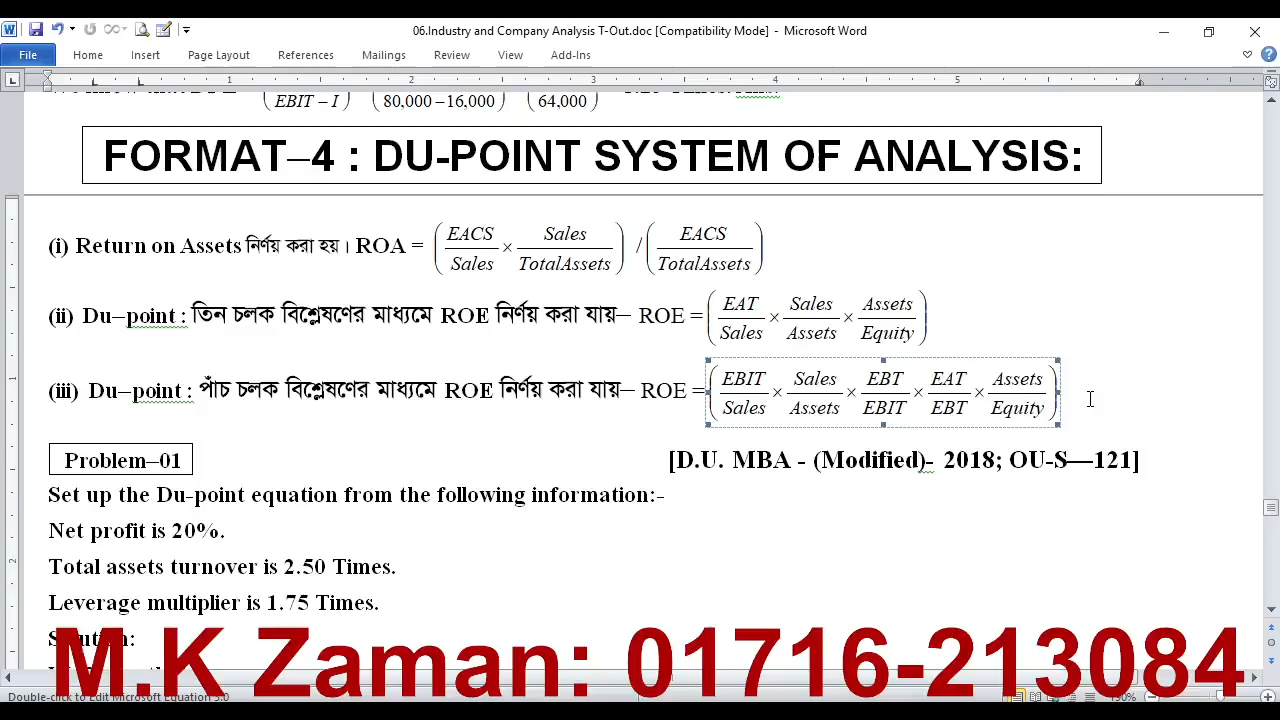 06.Industry and Company Analysis T-Out.doc [Compatibility Mode] - Microsoft Word
File Home Insert Page Layout References Mailings Review View Add-Ins
1 2 3 4 5
(EBIT – I) (80,000 – 16,000) (64,000)
FORMAT–4 : DU-POINT SYSTEM OF ANALYSIS:
(i) Return on Assets নির্ণয় করা হয়। ROA = (EACS/Sales × Sales/TotalAssets) / (EACS/TotalAssets)
(ii) Du–point : তিন চলক বিশ্লেষণের মাধ্যমে ROE নির্ণয় করা যায়– ROE = (EAT/Sales × Sales/Assets × Assets/Equity)
(iii) Du–point : পাঁচ চলক বিশ্লেষণের মাধ্যমে ROE নির্ণয় করা যায়– ROE = (EBIT/Sales × Sales/Assets × EBT/EBIT × EAT/EBT × Assets/Equity)
Problem–01 [D.U. MBA - (Modified)- 2018; OU-S—121]
Set up the Du-point equation from the following information:-
Net profit is 20%.
Total assets turnover is 2.50 Times.
Leverage multiplier is 1.75 Times.
M.K Zaman: 01716-213084
Double-click to Edit Microsoft Equation 3.0